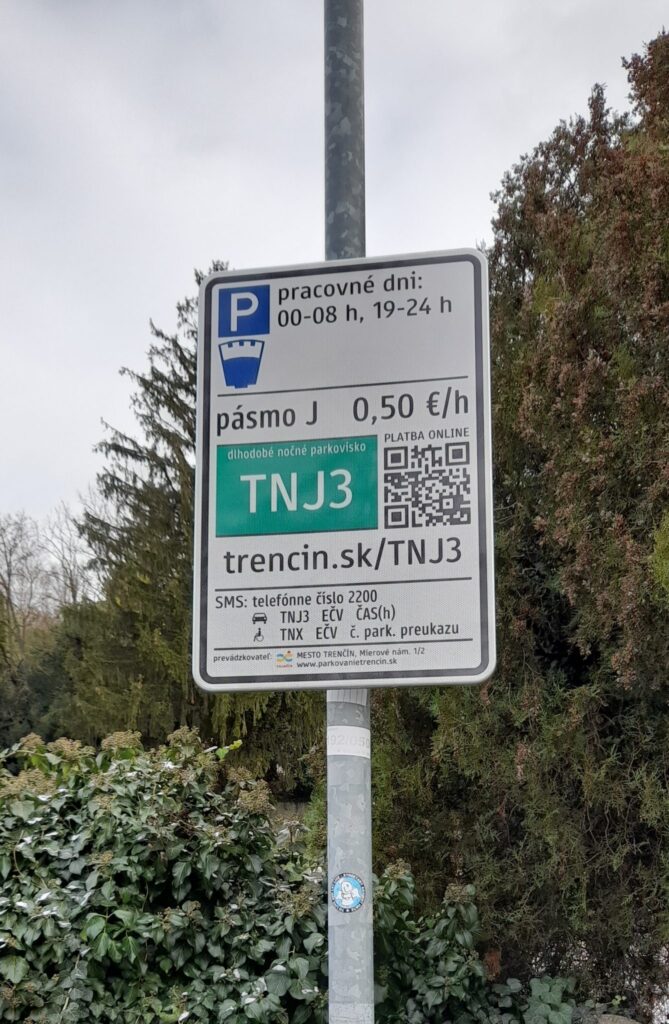 P
pracovné dni:
00-08 h, 19-24 h
pásmo J 0,50 €/h
dlhodobé nočné parkovisko
TNJ3
PLATBA ONLINE
trencin.sk/TNJ3
SMS: telefónne číslo 2200
TNJ3 EČV ČAS(h)
TNX EČV č. park. preukazu
prevádzkovateľ: MESTO TRENČÍN, Mierové nám. 1/2
www.parkovanietrencin.sk